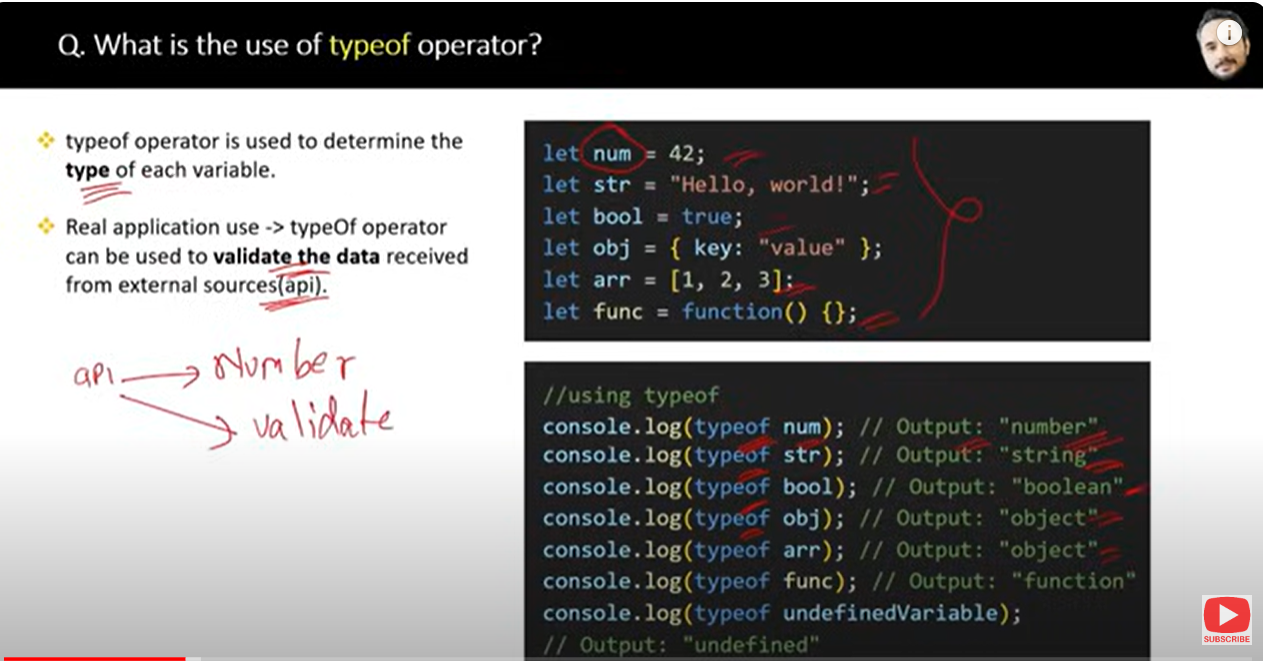 Q. What is the use of typeof operator?
typeof operator is used to determine the
type of each variable.
Real application use -> typeOf operator
can be used to validate the data received
from external sources(api).
api
Number
validate
let num = 42;
let str = "Hello, world!";
let bool = true;
let obj = { key: "value" };
let arr = [1, 2, 3];
let func = function() {};
//using typeof
console.log(typeof num); // Output: "number"
console.log(typeof str); // Output: "string"
console.log(typeof bool); // Output: "boolean"
console.log(typeof obj); // Output: "object"
console.log(typeof arr); // Output: "object"
console.log(typeof func); // Output: "function"
console.log(typeof undefinedVariable);
// Output: "undefined"
SUBSCRIBE